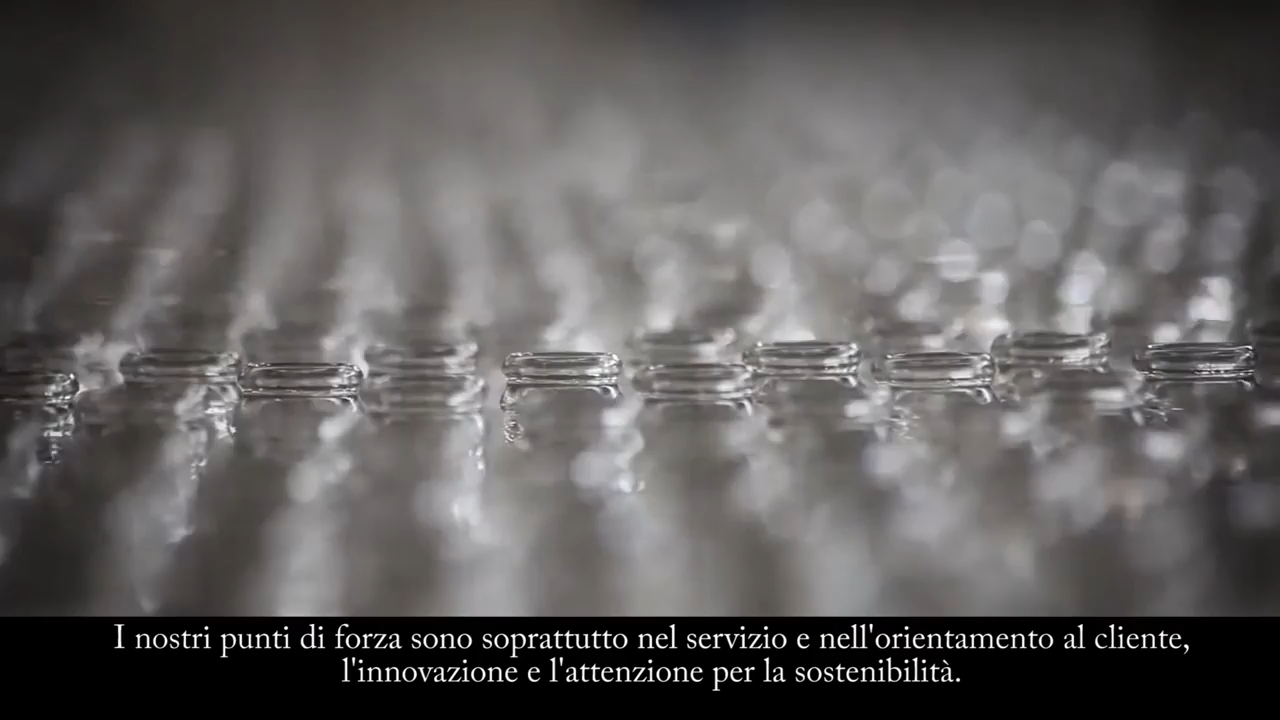 I nostri punti di forza sono soprattutto nel servizio e nell'orientamento al cliente,
l'innovazione e l'attenzione per la sostenibilità.